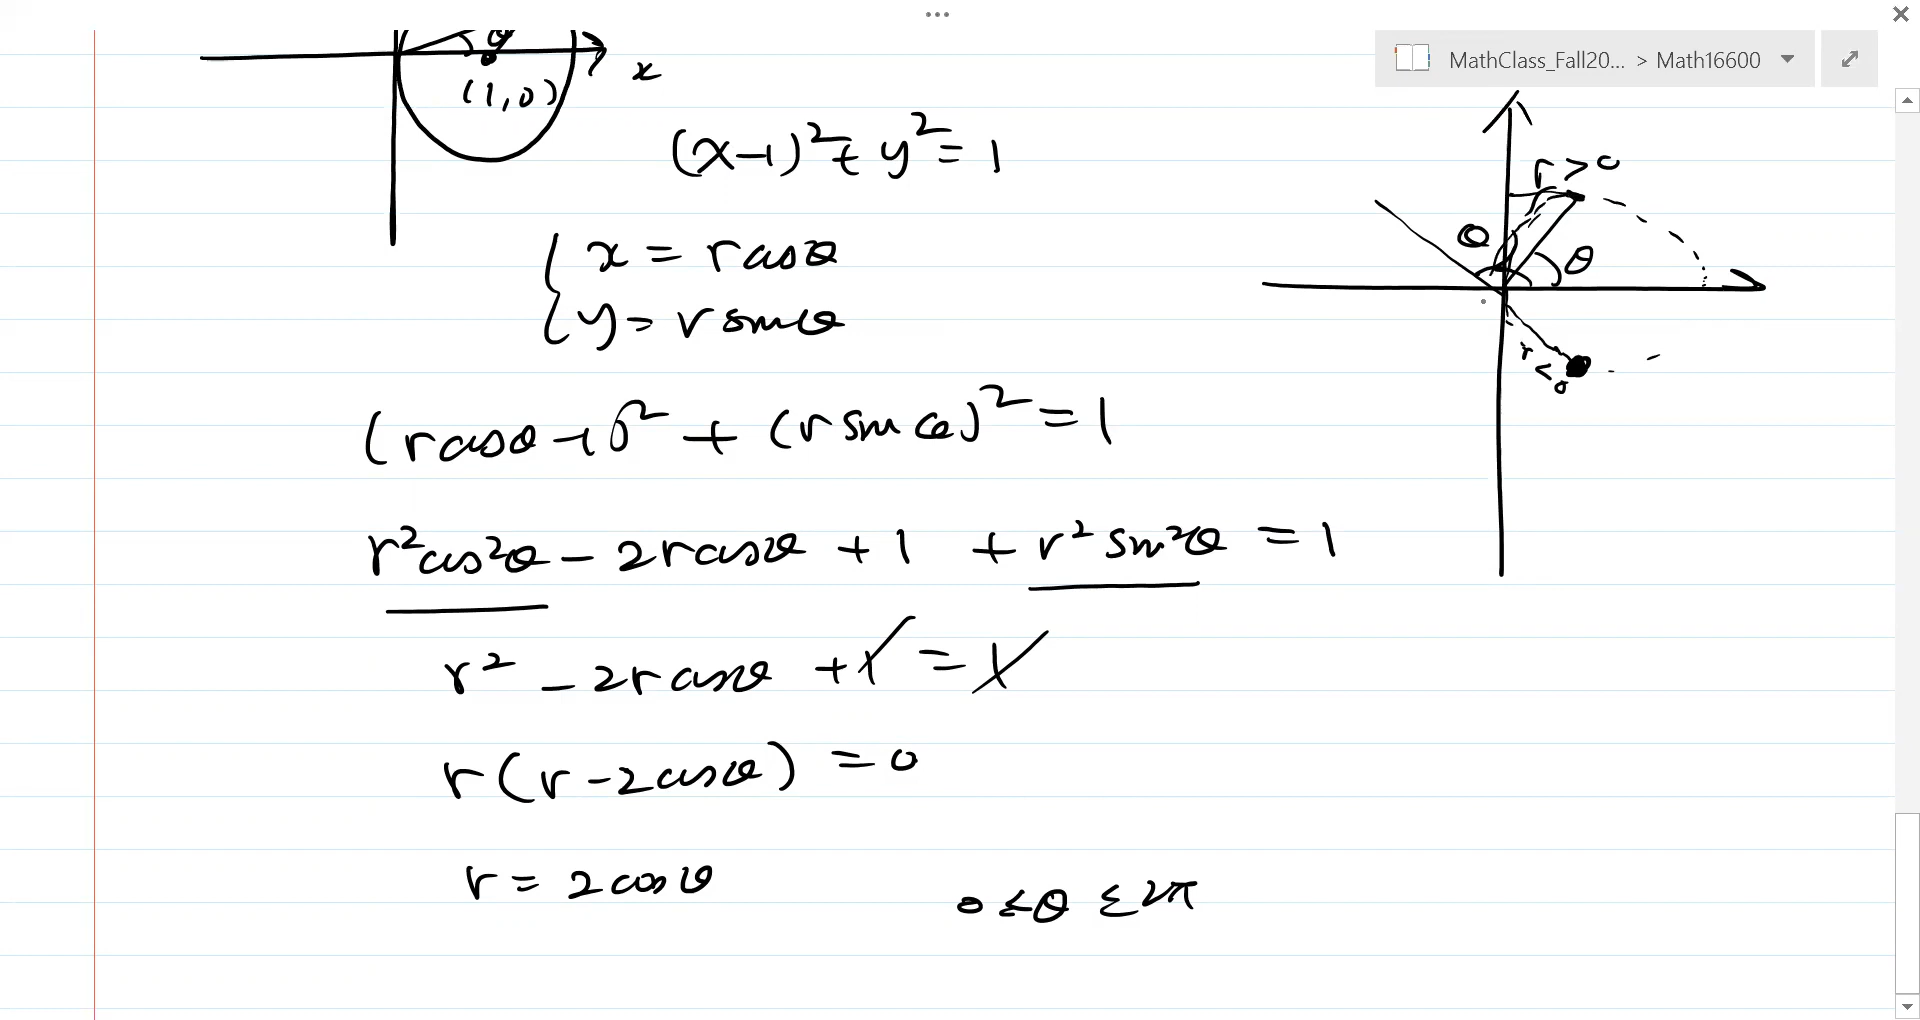 MathClass_Fall20... > Math16600
x
(1,0)
(x-1)²+ y² = 1
r > 0
θ
θ
r < 0
x = r cosθ
y = r sinθ
(r cosθ -1)² + (r sin θ)² = 1
r²cos²θ - 2r cosθ + 1 + r² sin²θ = 1
r² - 2r cosθ + 1 = 1
r(r - 2cosθ) = 0
r = 2cosθ
0 ≤ θ ≤ 2π